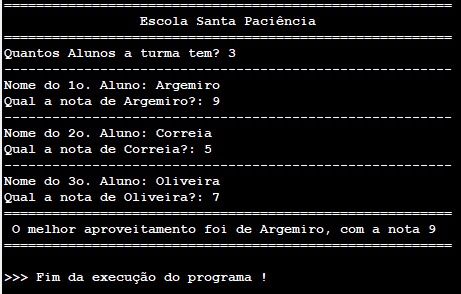 ========================================================
Escola Santa Paciência
========================================================
Quantos Alunos a turma tem? 3
--------------------------------------------------------
Nome do 1o. Aluno: Argemiro
Qual a nota de Argemiro?: 9
--------------------------------------------------------
Nome do 2o. Aluno: Correia
Qual a nota de Correia?: 5
--------------------------------------------------------
Nome do 3o. Aluno: Oliveira
Qual a nota de Oliveira?: 7
========================================================
O melhor aproveitamento foi de Argemiro, com a nota 9
========================================================
>>> Fim da execução do programa !